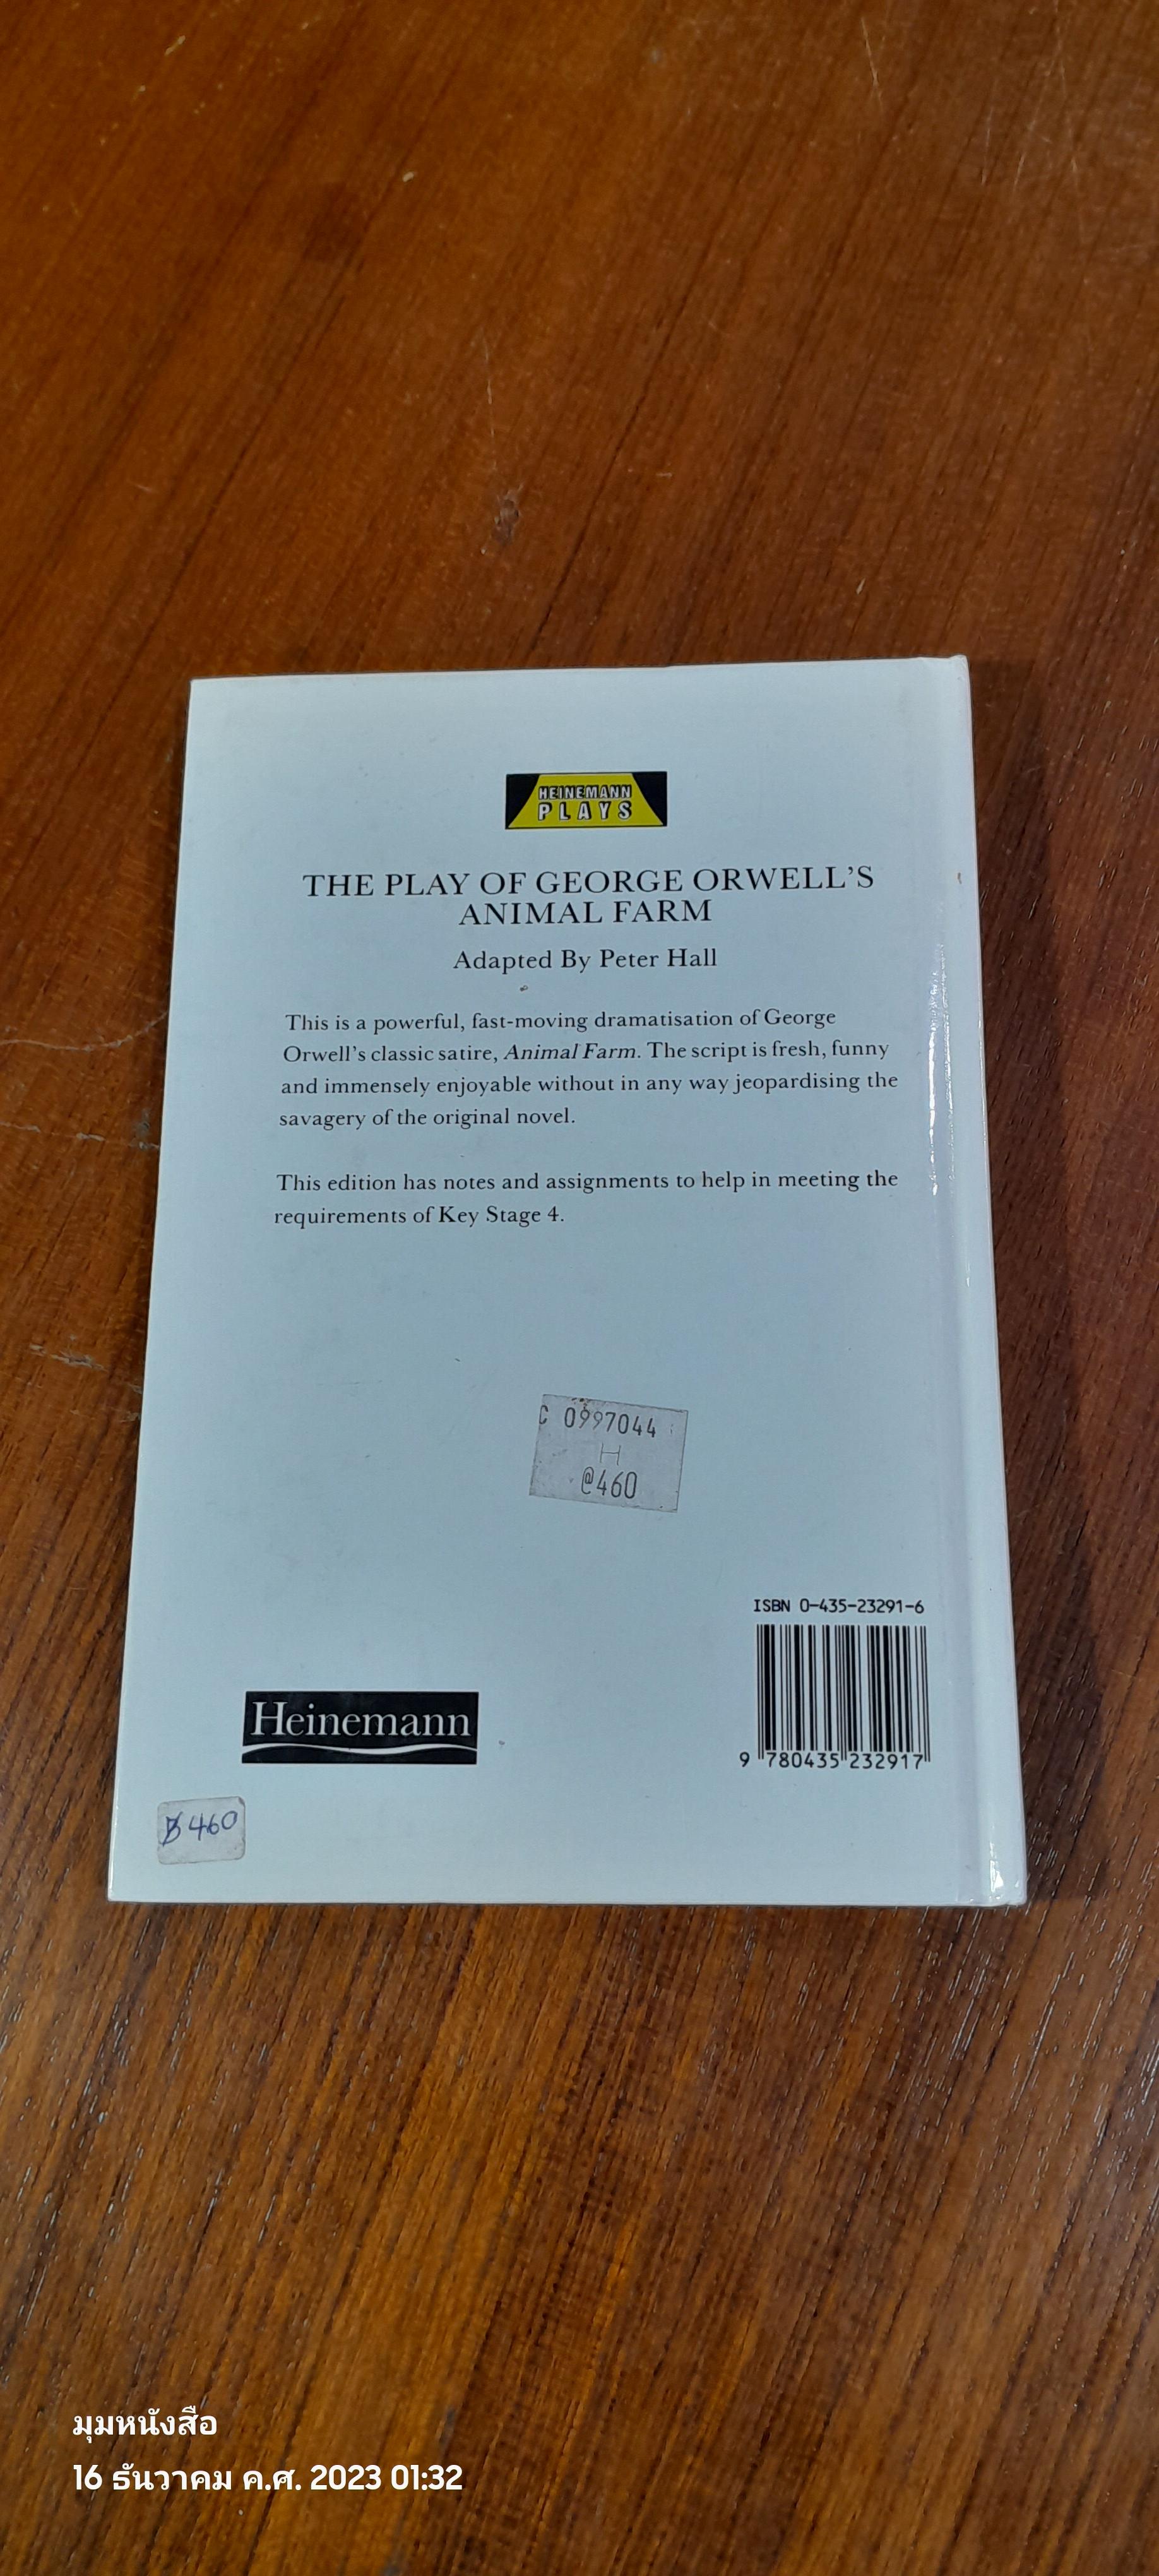 HEINEMANN
PLAYS
THE PLAY OF GEORGE ORWELL'S
ANIMAL FARM
Adapted By Peter Hall
This is a powerful, fast-moving dramatisation of George
Orwell's classic satire, Animal Farm. The script is fresh, funny
and immensely enjoyable without in any way jeopardising the
savagery of the original novel.
This edition has notes and assignments to help in meeting the
requirements of Key Stage 4.
C 0997044
H
@460
ISBN 0-435-23291-6
9 780435 232917
Heinemann
฿ 460
มุมหนังสือ
16 ธันวาคม ค.ศ. 2023 01:32